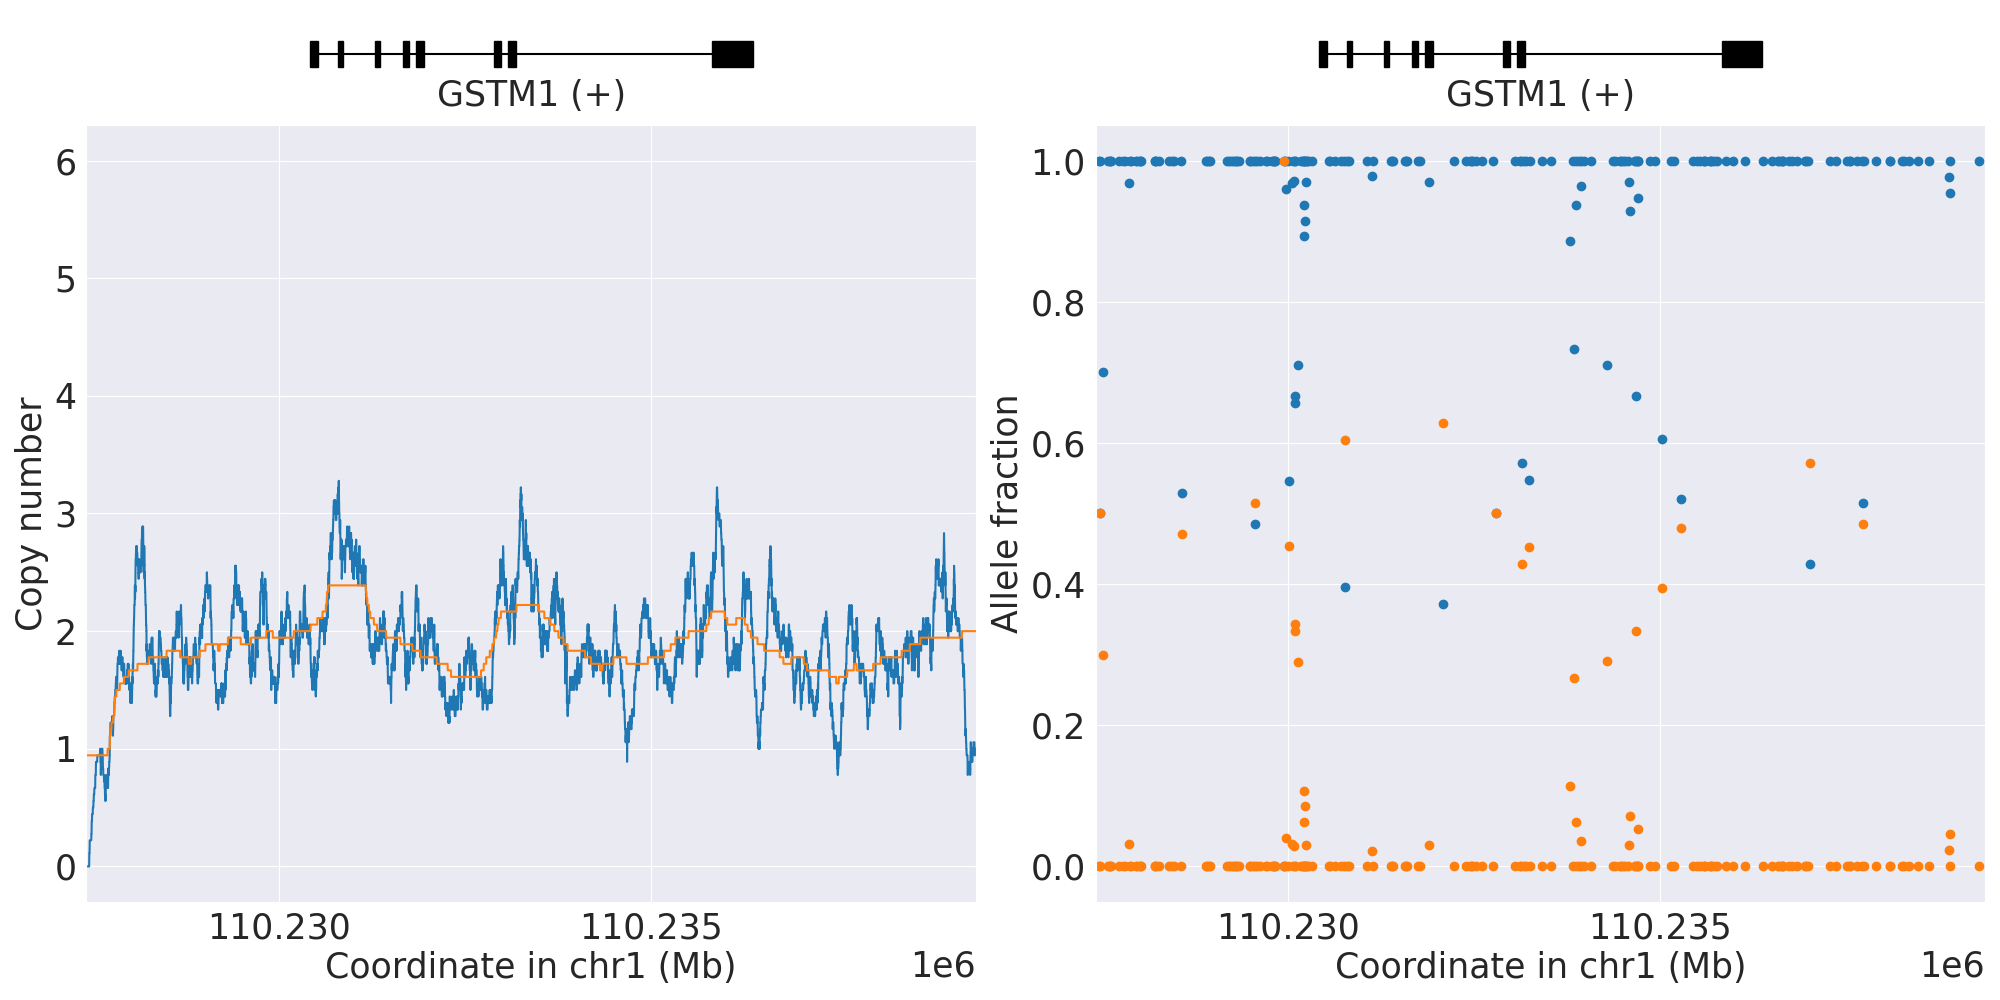 GSTM1 (+)
GSTM1 (+)
6
5
4
3
2
1
0
Copy number
110.230
110.235
Coordinate in chr1 (Mb)
1e6
1.0
0.8
0.6
0.4
0.2
0.0
Allele fraction
110.230
110.235
Coordinate in chr1 (Mb)
1e6